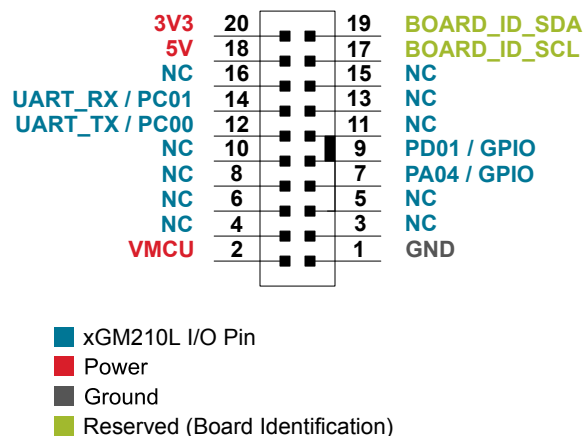 3V3 20 19 BOARD_ID_SDA
5V 18 17 BOARD_ID_SCL
NC 16 15 NC
UART_RX / PC01 14 13 NC
UART_TX / PC00 12 11 NC
NC 10 9 PD01 / GPIO
NC 8 7 PA04 / GPIO
NC 6 5 NC
NC 4 3 NC
VMCU 2 1 GND
xGM210L I/O Pin
Power
Ground
Reserved (Board Identification)